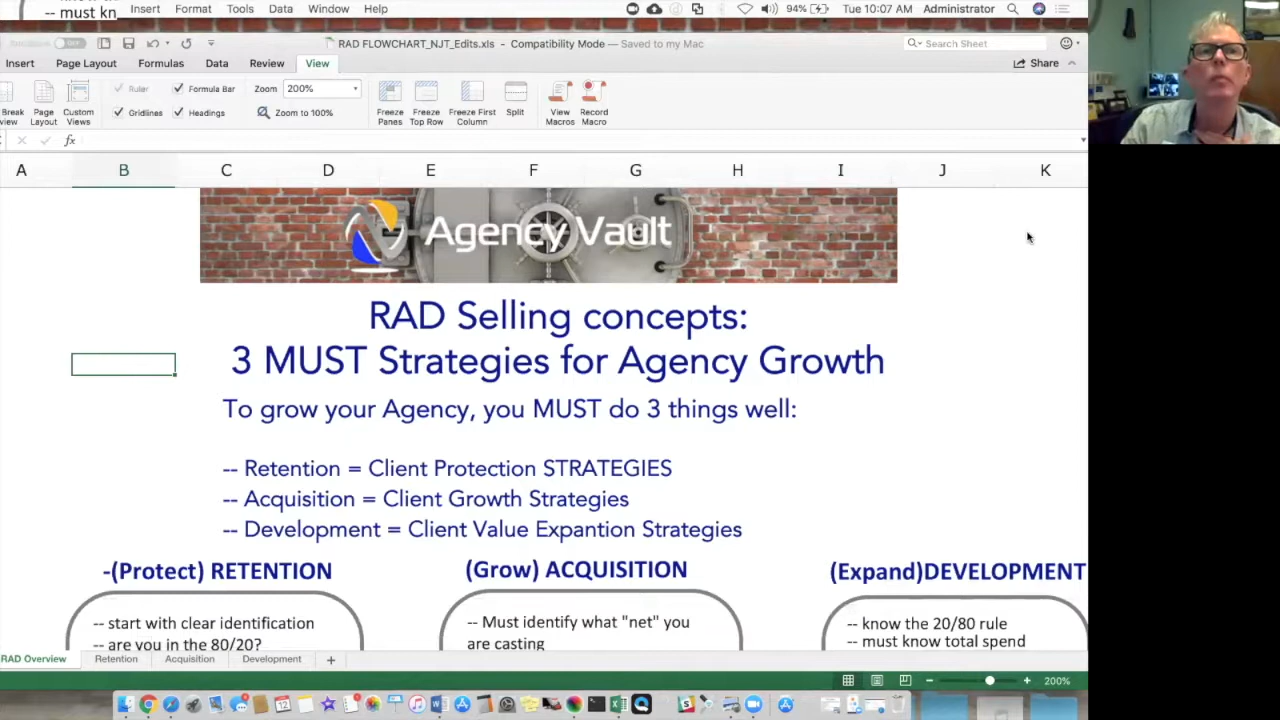 -- must kn
Insert Format Tools Data Window Help 94% Tue 10:07 AM Administrator
RAD FLOWCHART_NJT_Edits.xls - Compatibility Mode — Saved to my Mac
Search Sheet
Insert Page Layout Formulas Data Review View Share
Ruler Formula Bar Zoom 200%
Gridlines Headings Zoom to 100%
Break Page Custom Freeze Freeze Freeze First Split View Record
view Layout Views Panes Top Row Column Macros Macro
fx
A B C D E F G H I J K
Agency Vault
RAD Selling concepts:
3 MUST Strategies for Agency Growth
To grow your Agency, you MUST do 3 things well:
-- Retention = Client Protection STRATEGIES
-- Acquisition = Client Growth Strategies
-- Development = Client Value Expantion Strategies
-(Protect) RETENTION (Grow) ACQUISITION (Expand)DEVELOPMENT
-- start with clear identification
-- are you in the 80/20?
-- Must identify what "net" you
are casting
-- know the 20/80 rule
-- must know total spend
RAD Overview Retention Acquisition Development +
200%